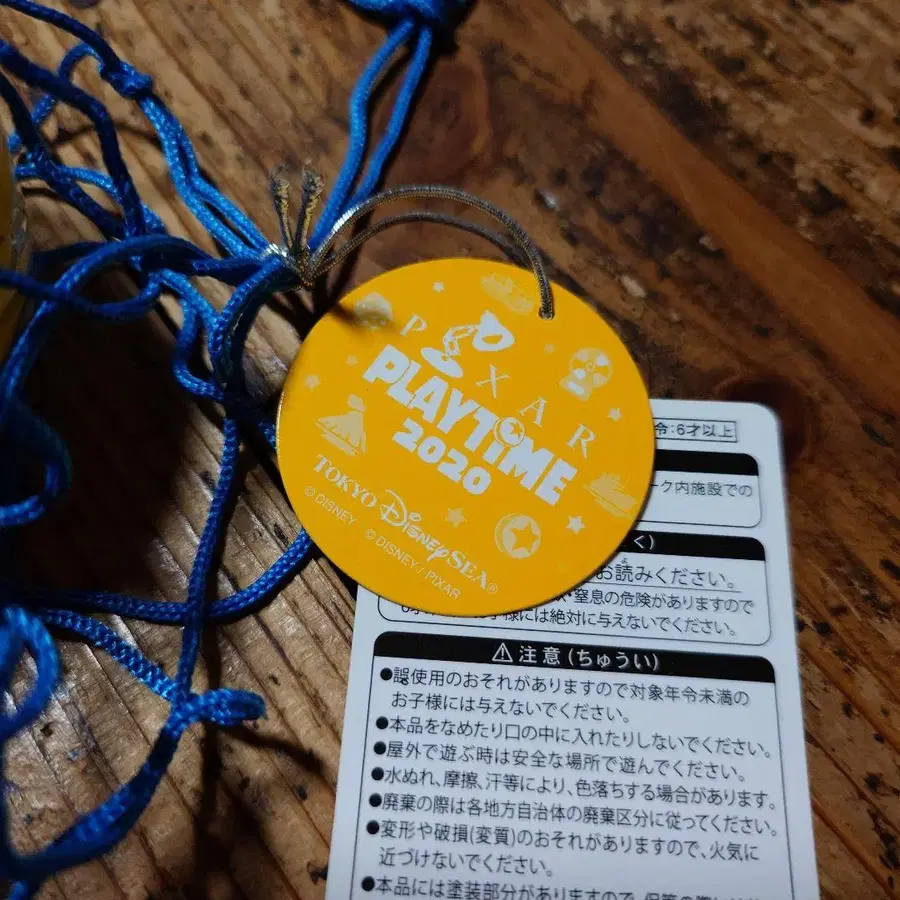 PIXAR
PLAYTIME
2020
TOKYO DISNEYSEA®
© DISNEY © DISNEY / PIXAR
令:6才以上
ーク内施設での
く)
お読みください。
窒息の危険がありますので
には絶対に与えないでください。
⚠注意(ちゅうい)
●誤使用のおそれがありますので対象年令未満の
お子様には与えないでください。
●本品をなめたり口の中に入れたりしないでください。
●屋外で遊ぶ時は安全な場所で遊んでください。
●水ぬれ、摩擦、汗等により、色落ちする場合があります。
●廃棄の際は各地方自治体の廃棄区分に従ってください。
●変形や破損(変質)のおそれがありますので、火気に
近づけないでください。
●本品には塗装部分がありますので